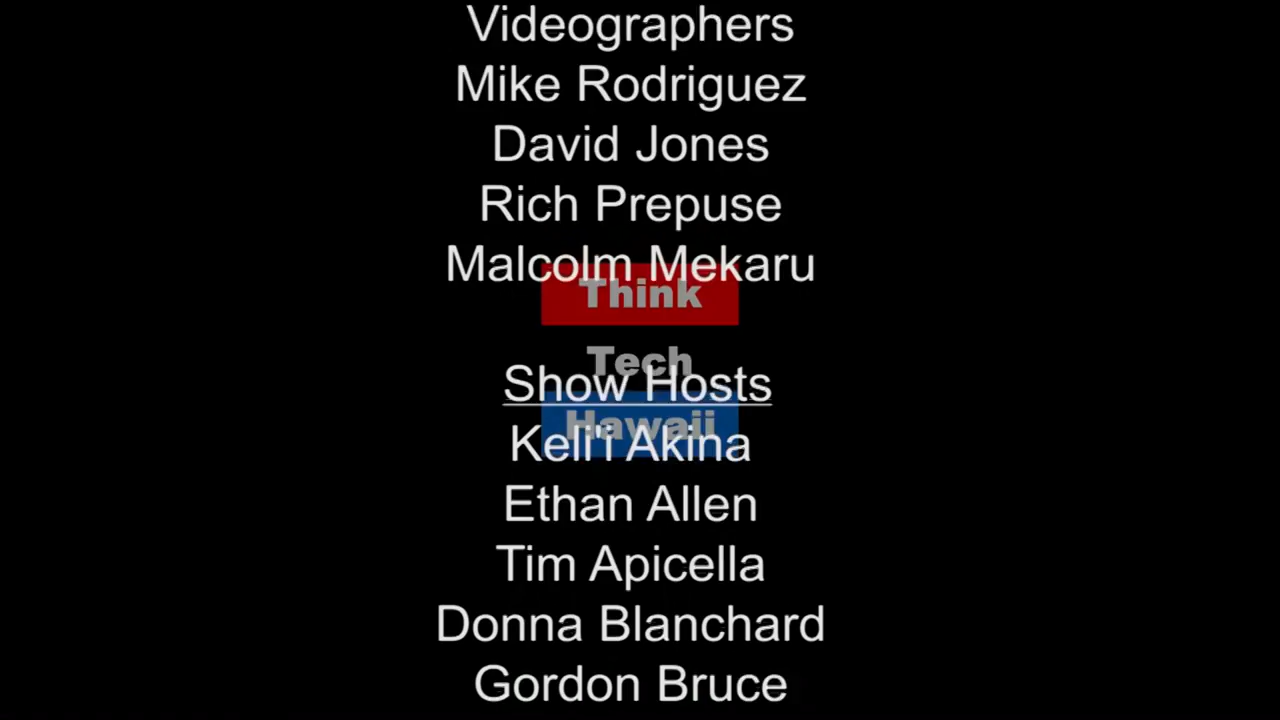 Videographers
Mike Rodriguez
David Jones
Rich Prepuse
Malcolm Mekaru
Think
Tech
Show Hosts
Hawaii
Keli'i Akina
Ethan Allen
Tim Apicella
Donna Blanchard
Gordon Bruce